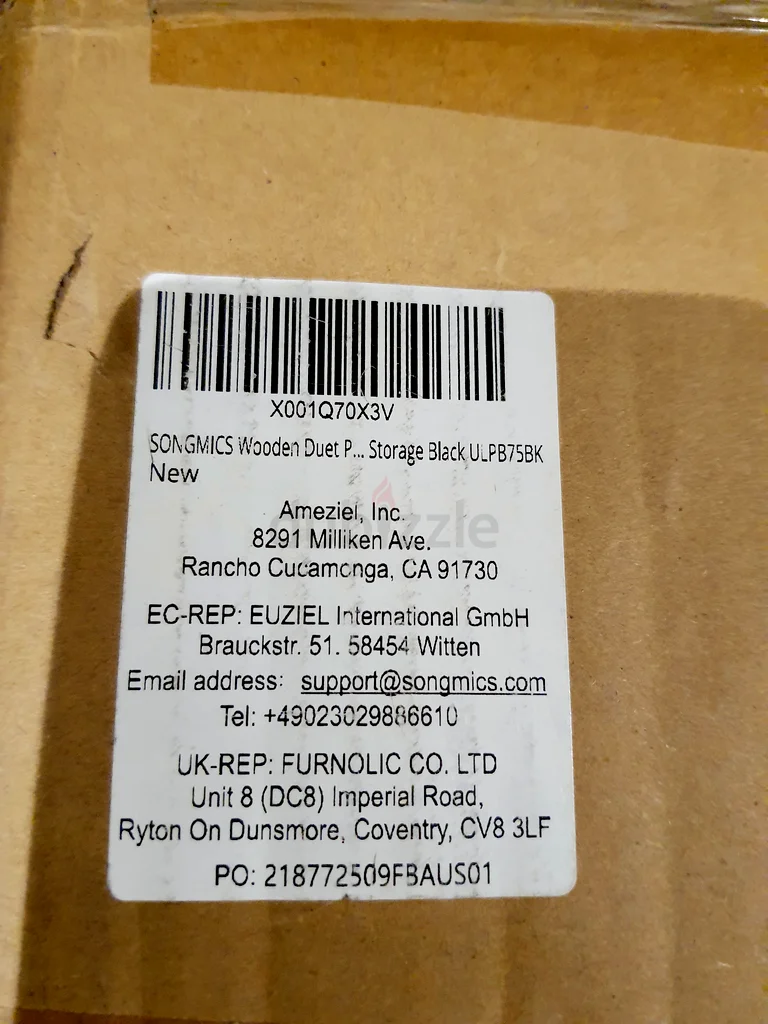 X001Q70X3V
SONGMICS Wooden Duet P... Storage Black ULPB75BK
New
Ameziel, Inc.
dubizzle
8291 Milliken Ave.
Rancho Cucamonga, CA 91730
EC-REP: EUZIEL International GmbH
Brauckstr. 51. 58454 Witten
Email address: support@songmics.com
Tel: +49023029886610
UK-REP: FURNOLIC CO. LTD
Unit 8 (DC8) Imperial Road,
Ryton On Dunsmore, Coventry, CV8 3LF
PO: 218772509FBAUS01